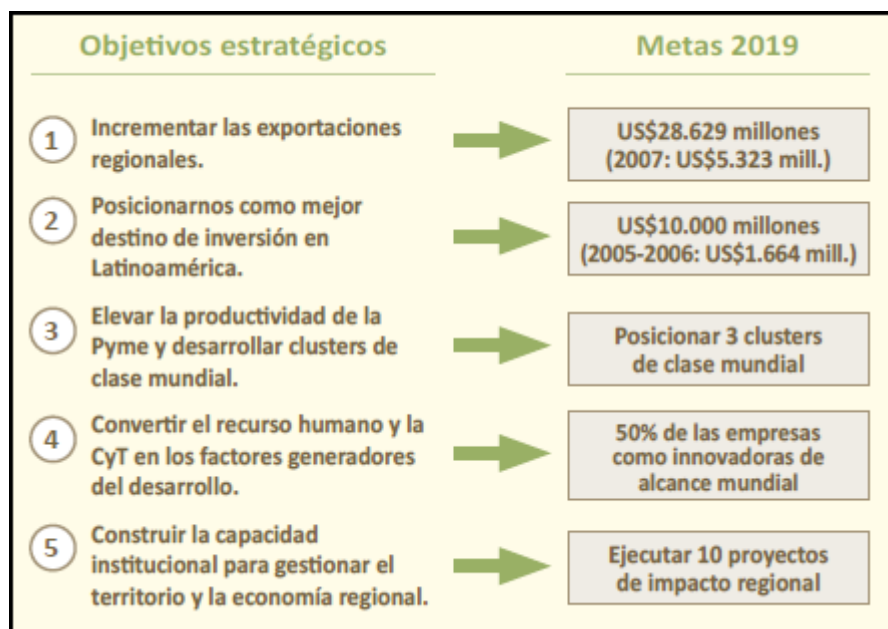 Objetivos estratégicos
Metas 2019
1
Incrementar las exportaciones
regionales.
US$28.629 millones
(2007: US$5.323 mill.)
2
Posicionarnos como mejor
destino de inversión en
Latinoamérica.
US$10.000 millones
(2005-2006: US$1.664 mill.)
3
Elevar la productividad de la
Pyme y desarrollar clusters de
clase mundial.
Posicionar 3 clusters
de clase mundial
4
Convertir el recurso humano y la
CyT en los factores generadores
del desarrollo.
50% de las empresas
como innovadoras de
alcance mundial
5
Construir la capacidad
institucional para gestionar el
territorio y la economía regional.
Ejecutar 10 proyectos
de impacto regional